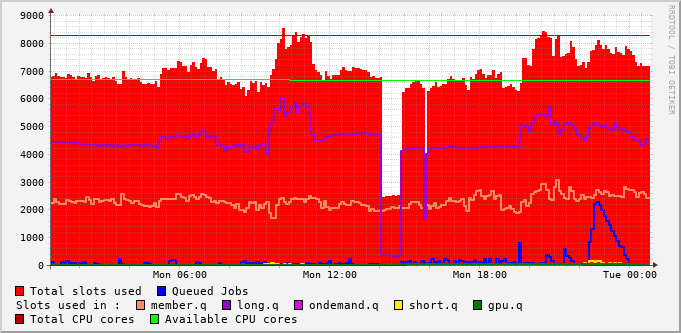 9000
8000
7000
6000
5000
4000
3000
2000
1000
0
Mon 06:00 Mon 12:00 Mon 18:00 Tue 00:00
RRDTOOL / TOBI OETIKER
Total slots used Queued Jobs
Slots used in : member.q long.q ondemand.q short.q gpu.q
Total CPU cores Available CPU cores